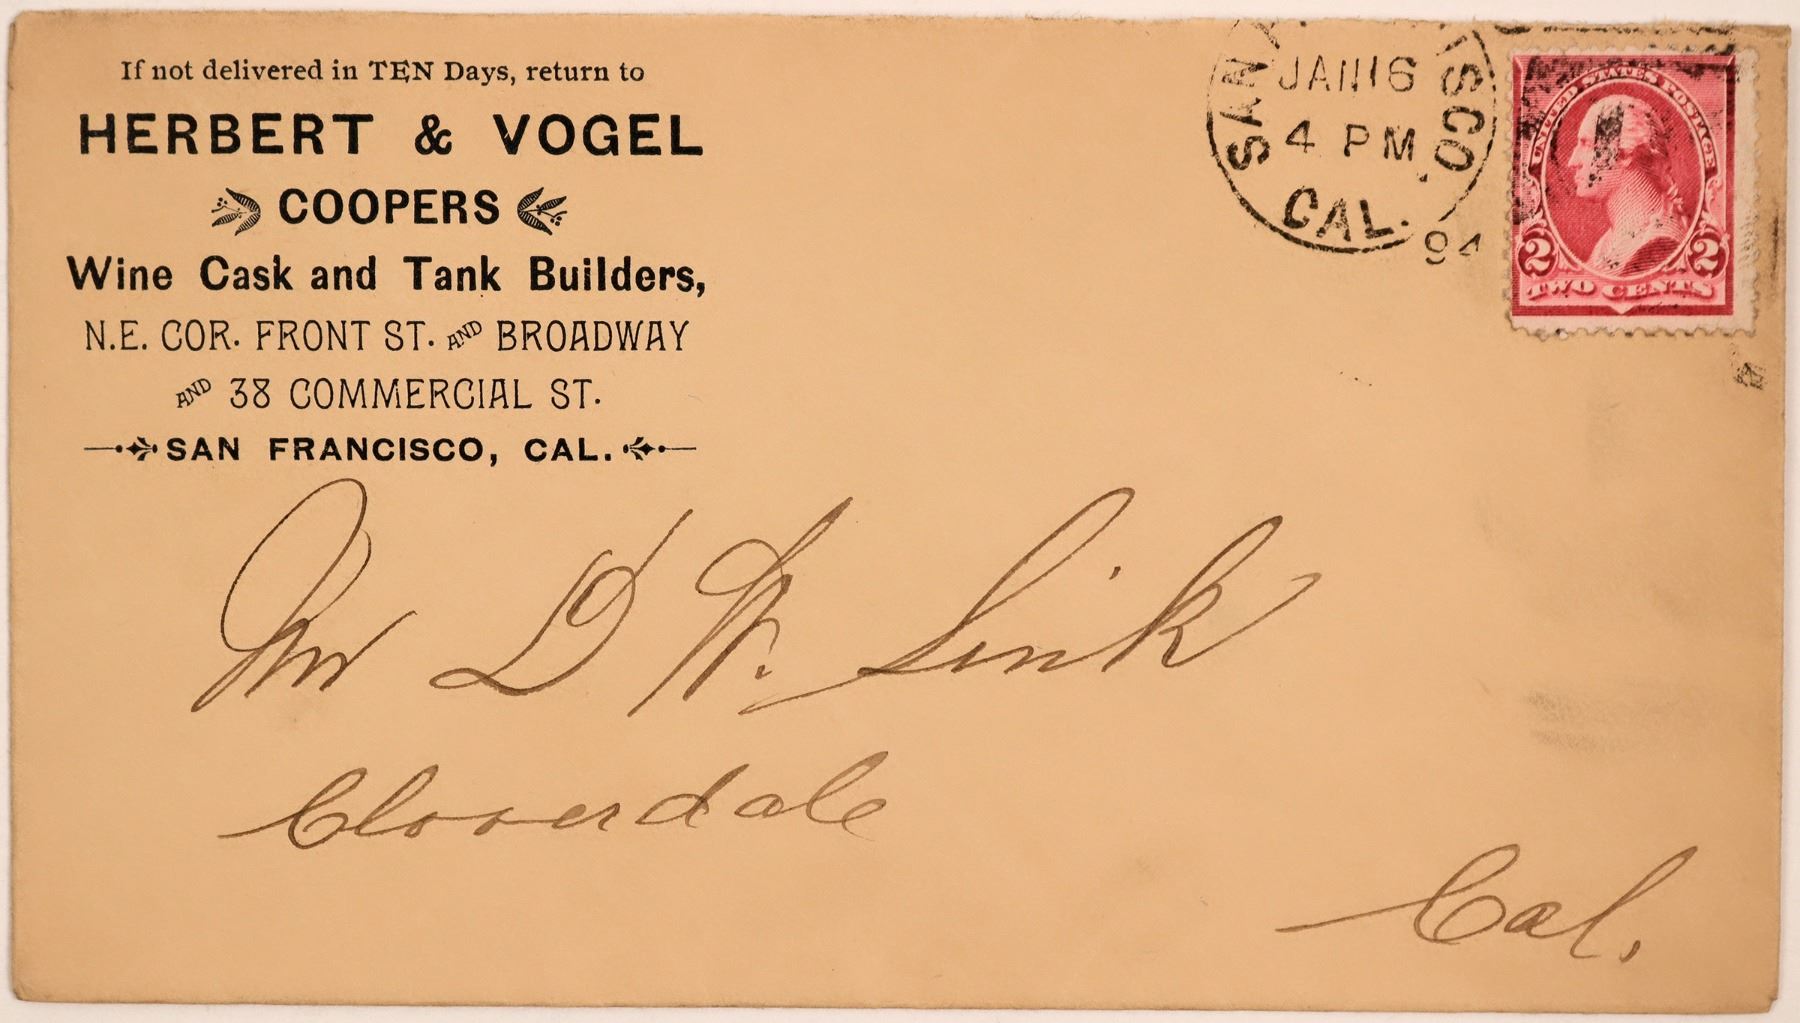 If not delivered in TEN Days, return to
HERBERT & VOGEL
COOPERS
Wine Cask and Tank Builders,
N.E. COR. FRONT ST. AND BROADWAY
AND 38 COMMERCIAL ST.
SAN FRANCISCO, CAL.
JAN 16
4 PM
CAL.
94
UNITED STATES POSTAGE
2 2
TWO CENTS
Mr D W. Link
Cloverdale
Cal.